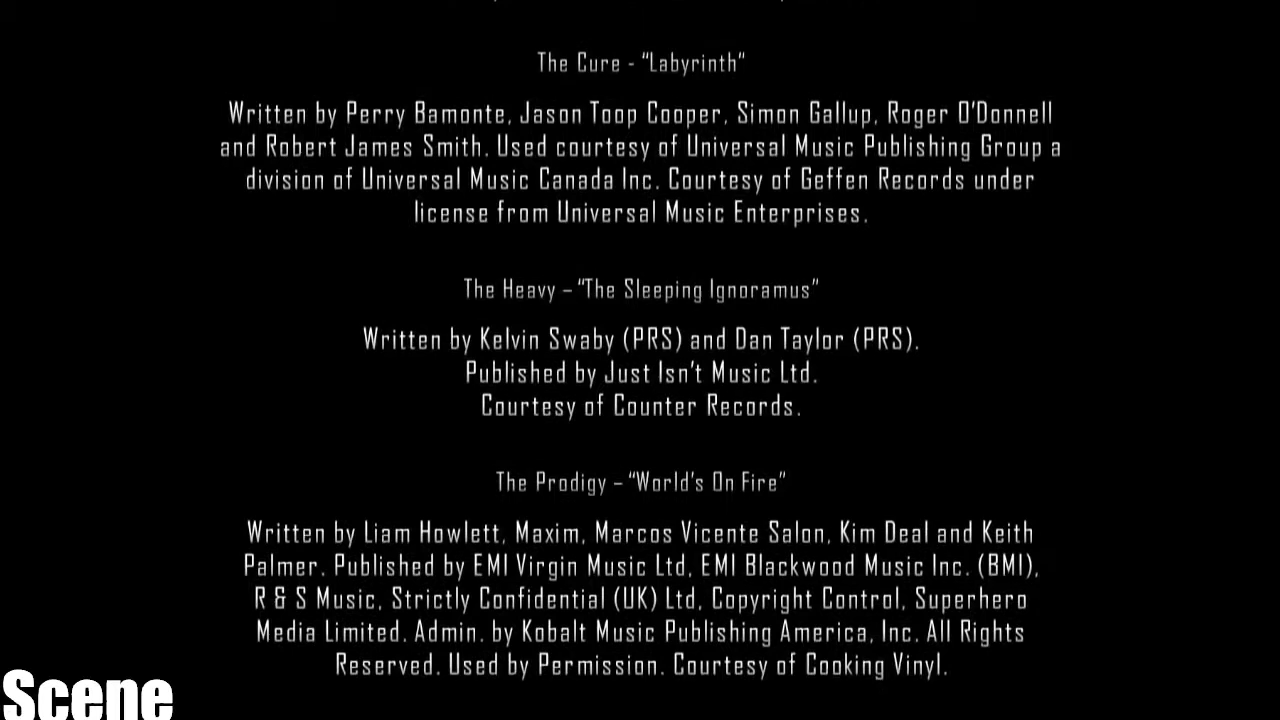 The Cure - “Labyrinth”
Written by Perry Bamonte, Jason Toop Cooper, Simon Gallup, Roger O’Donnell
and Robert James Smith. Used courtesy of Universal Music Publishing Group a
division of Universal Music Canada Inc. Courtesy of Geffen Records under
license from Universal Music Enterprises.
The Heavy – “The Sleeping Ignoramus”
Written by Kelvin Swaby (PRS) and Dan Taylor (PRS).
Published by Just Isn’t Music Ltd.
Courtesy of Counter Records.
The Prodigy – “World’s On Fire”
Written by Liam Howlett, Maxim, Marcos Vicente Salon, Kim Deal and Keith
Palmer. Published by EMI Virgin Music Ltd, EMI Blackwood Music Inc. (BMI),
R & S Music, Strictly Confidential (UK) Ltd, Copyright Control, Superhero
Media Limited. Admin. by Kobalt Music Publishing America, Inc. All Rights
Reserved. Used by Permission. Courtesy of Cooking Vinyl.
Scene